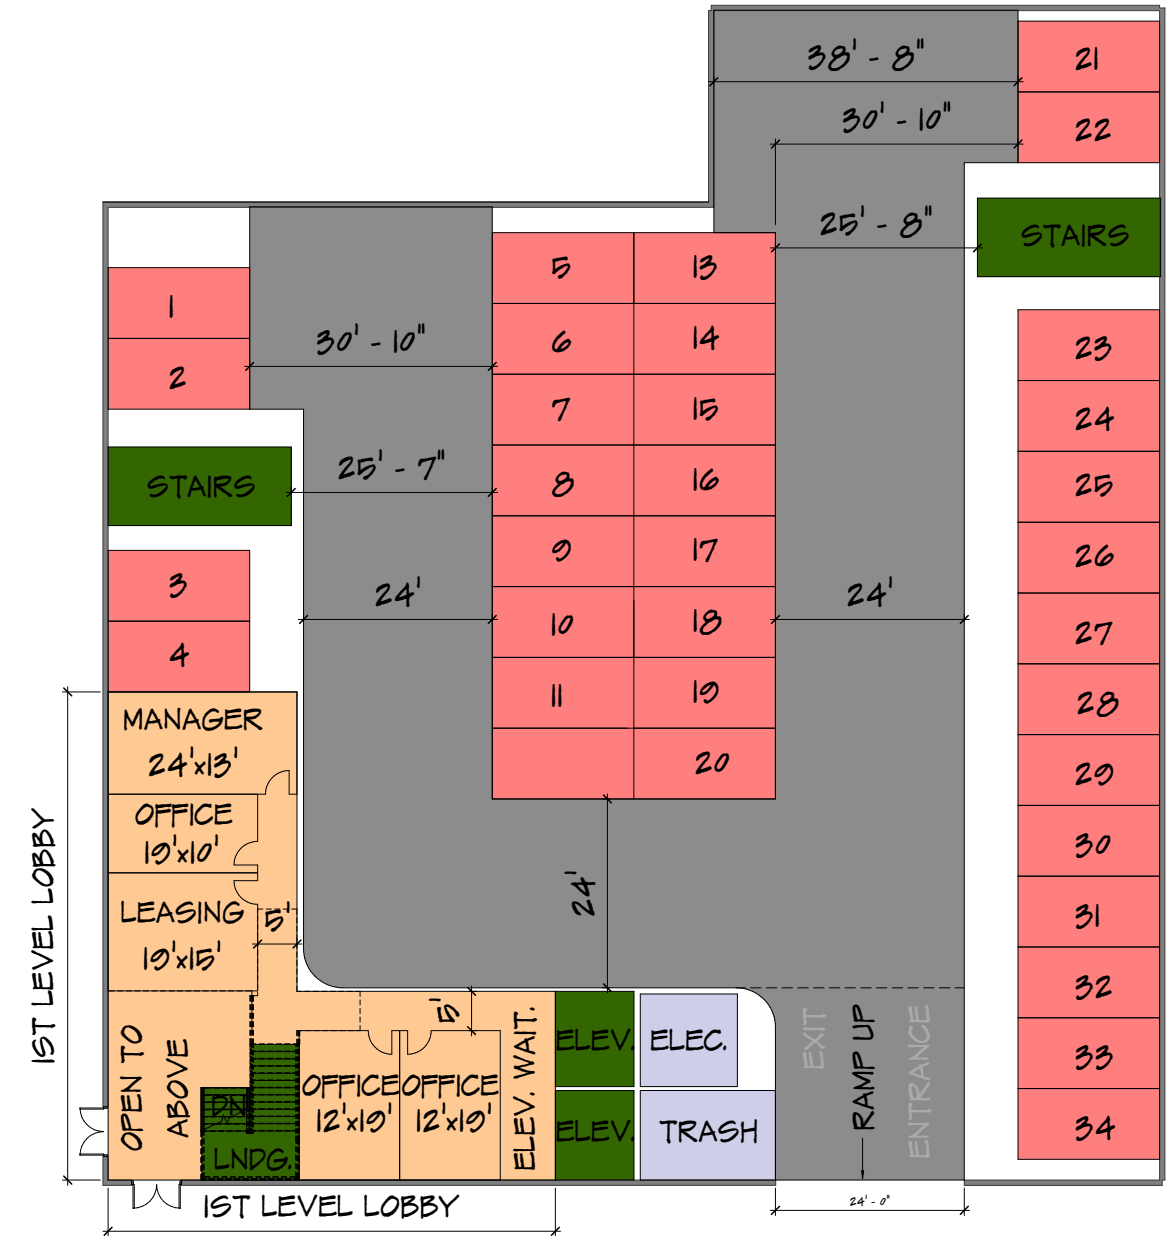 38' - 8"
21
30' - 10"
22
25' - 8"
STAIRS
5
13
1
6
14
30' - 10"
23
2
7
15
24
25' - 7"
STAIRS
8
16
25
9
17
26
3
24'
10
18
24'
27
4
11
19
28
MANAGER
24'x13'
20
29
OFFICE
19'x10'
30
1ST LEVEL LOBBY
24'
LEASING
19'x15'
5'
31
32
5'
OPEN TO
ABOVE
ELEV. WAIT.
ELEV.
ELEC.
EXIT
RAMP UP
ENTRANCE
33
OFFICE
12'x19'
OFFICE
12'x19'
DN
ELEV.
TRASH
34
LNDG.
1ST LEVEL LOBBY
24' - 0"